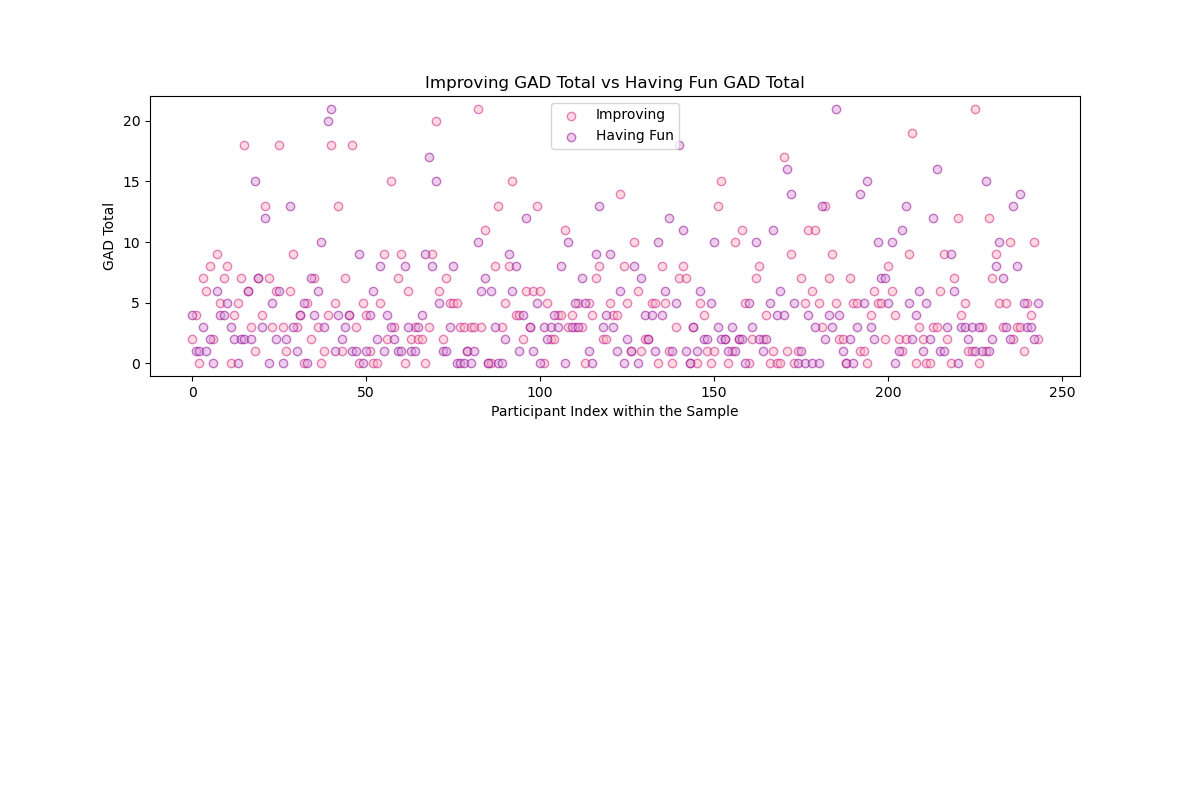 Improving GAD Total vs Having Fun GAD Total
Improving
Having Fun
GAD Total
20
15
10
5
0
0 50 100 150 200 250
Participant Index within the Sample